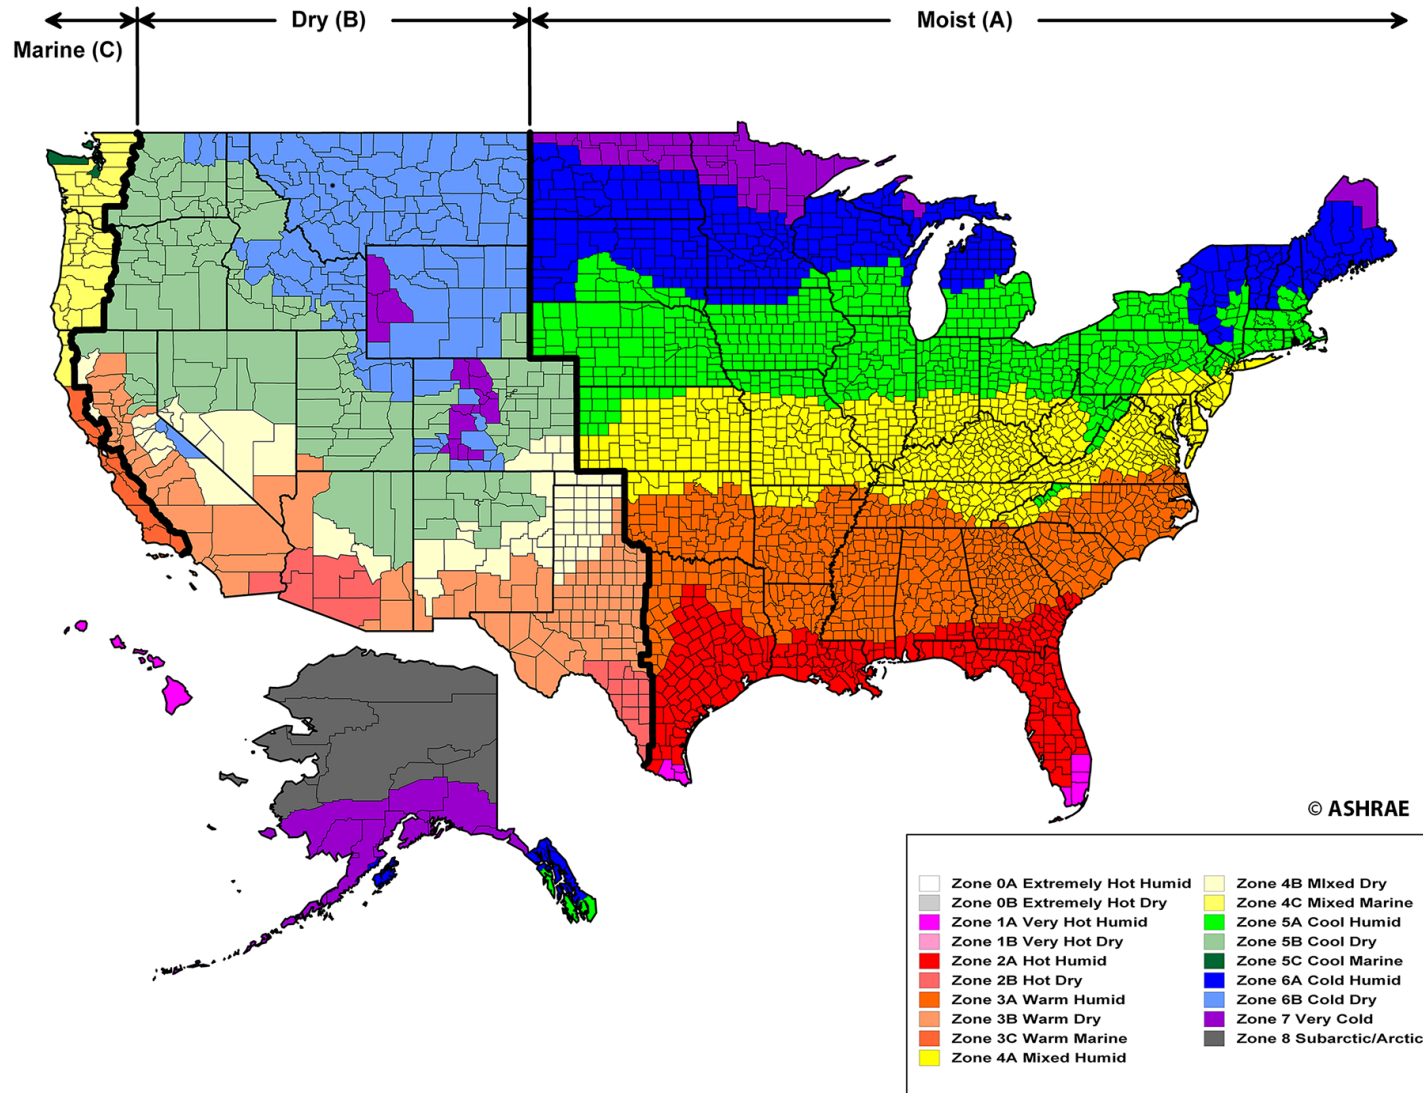 Dry (B)
Moist (A)
Marine (C)
© ASHRAE
Zone 0A Extremely Hot Humid
Zone 0B Extremely Hot Dry
Zone 1A Very Hot Humid
Zone 1B Very Hot Dry
Zone 2A Hot Humid
Zone 2B Hot Dry
Zone 3A Warm Humid
Zone 3B Warm Dry
Zone 3C Warm Marine
Zone 4A Mixed Humid
Zone 4B MIxed Dry
Zone 4C Mixed Marine
Zone 5A Cool Humid
Zone 5B Cool Dry
Zone 5C Cool Marine
Zone 6A Cold Humid
Zone 6B Cold Dry
Zone 7 Very Cold
Zone 8 Subarctic/Arctic